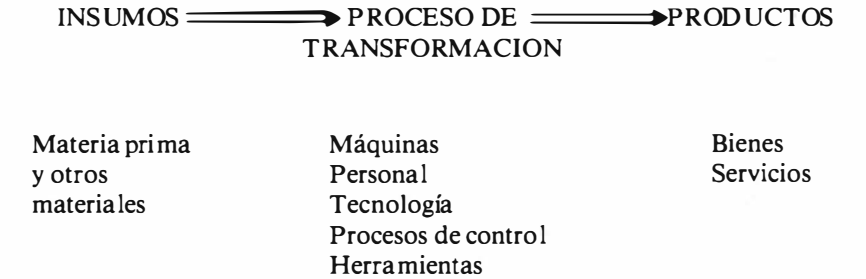 INSUMOS PROCESO DE TRANSFORMACION PRODUCTOS
Materia prima
y otros
materiales
Máquinas
Personal
Tecnología
Procesos de control
Herramientas
Bienes
Servicios